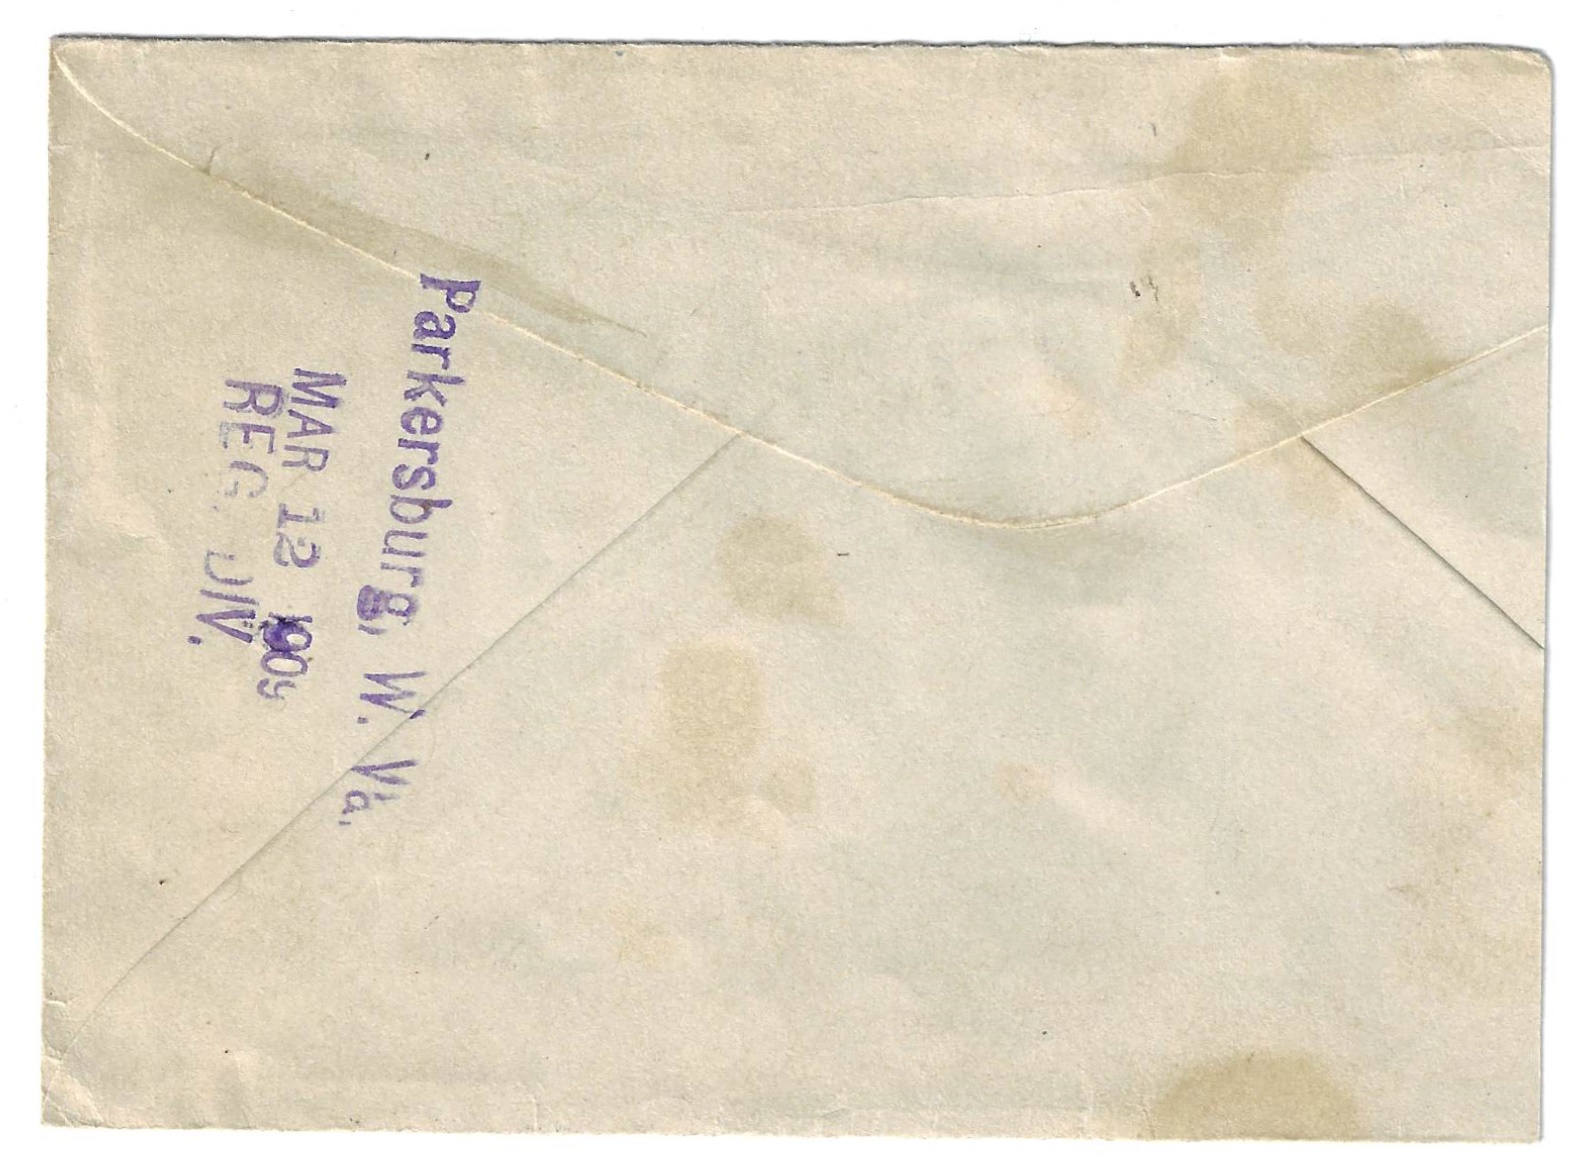 Parkersburg, W. Va.
MAR 12 1909
REG. DIV.